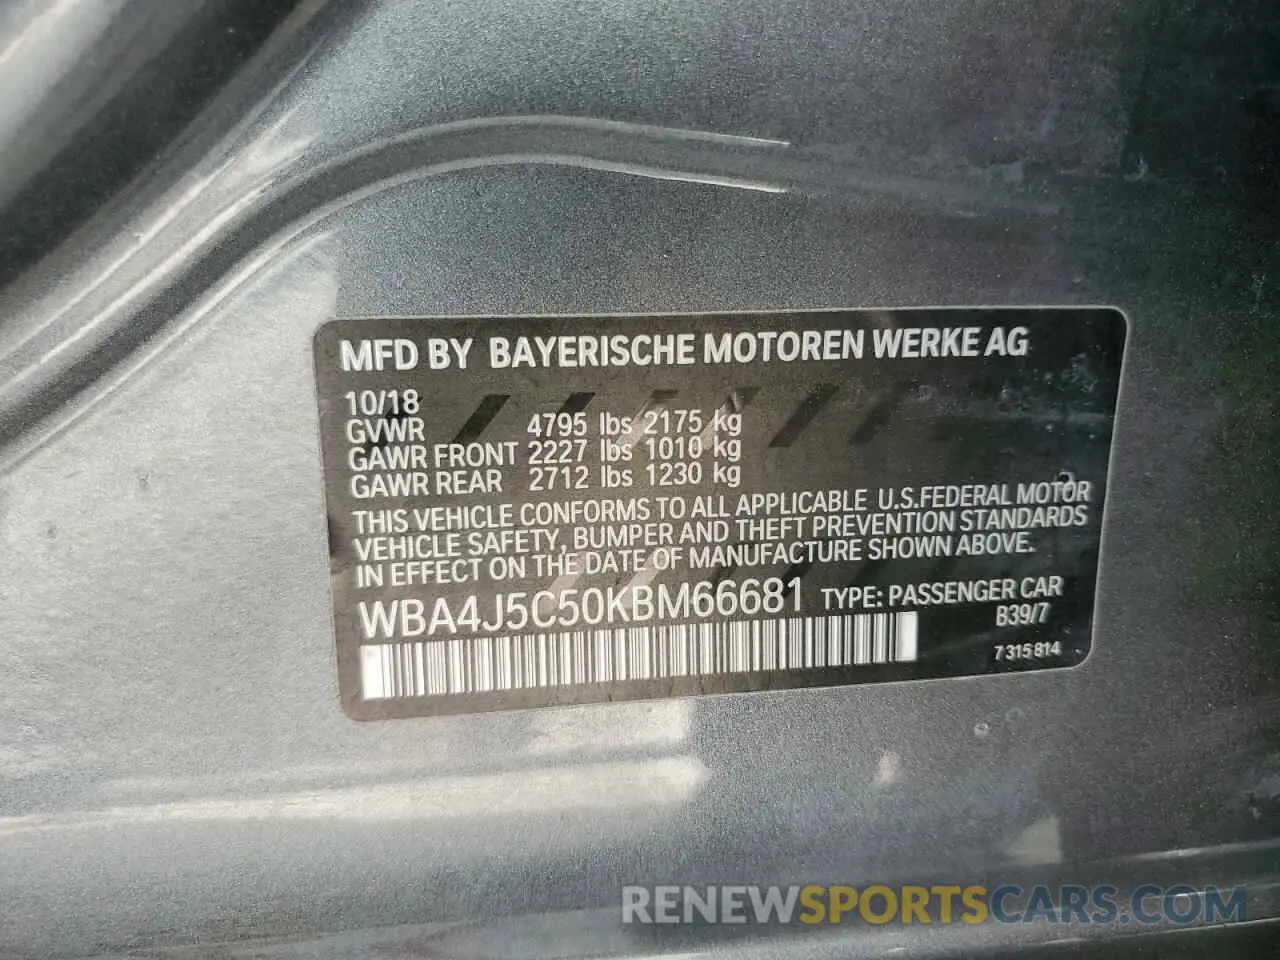 MFD BY BAYERISCHE MOTOREN WERKE AG
10/18
GVWR 4795 lbs 2175 kg
GAWR FRONT 2227 lbs 1010 kg
GAWR REAR 2712 lbs 1230 kg
THIS VEHICLE CONFORMS TO ALL APPLICABLE U.S.FEDERAL MOTOR
VEHICLE SAFETY, BUMPER AND THEFT PREVENTION STANDARDS
IN EFFECT ON THE DATE OF MANUFACTURE SHOWN ABOVE.
WBA4J5C50KBM66681 TYPE: PASSENGER CAR
B39/7
7 315 814
RENEWSPORTSCARS.COM